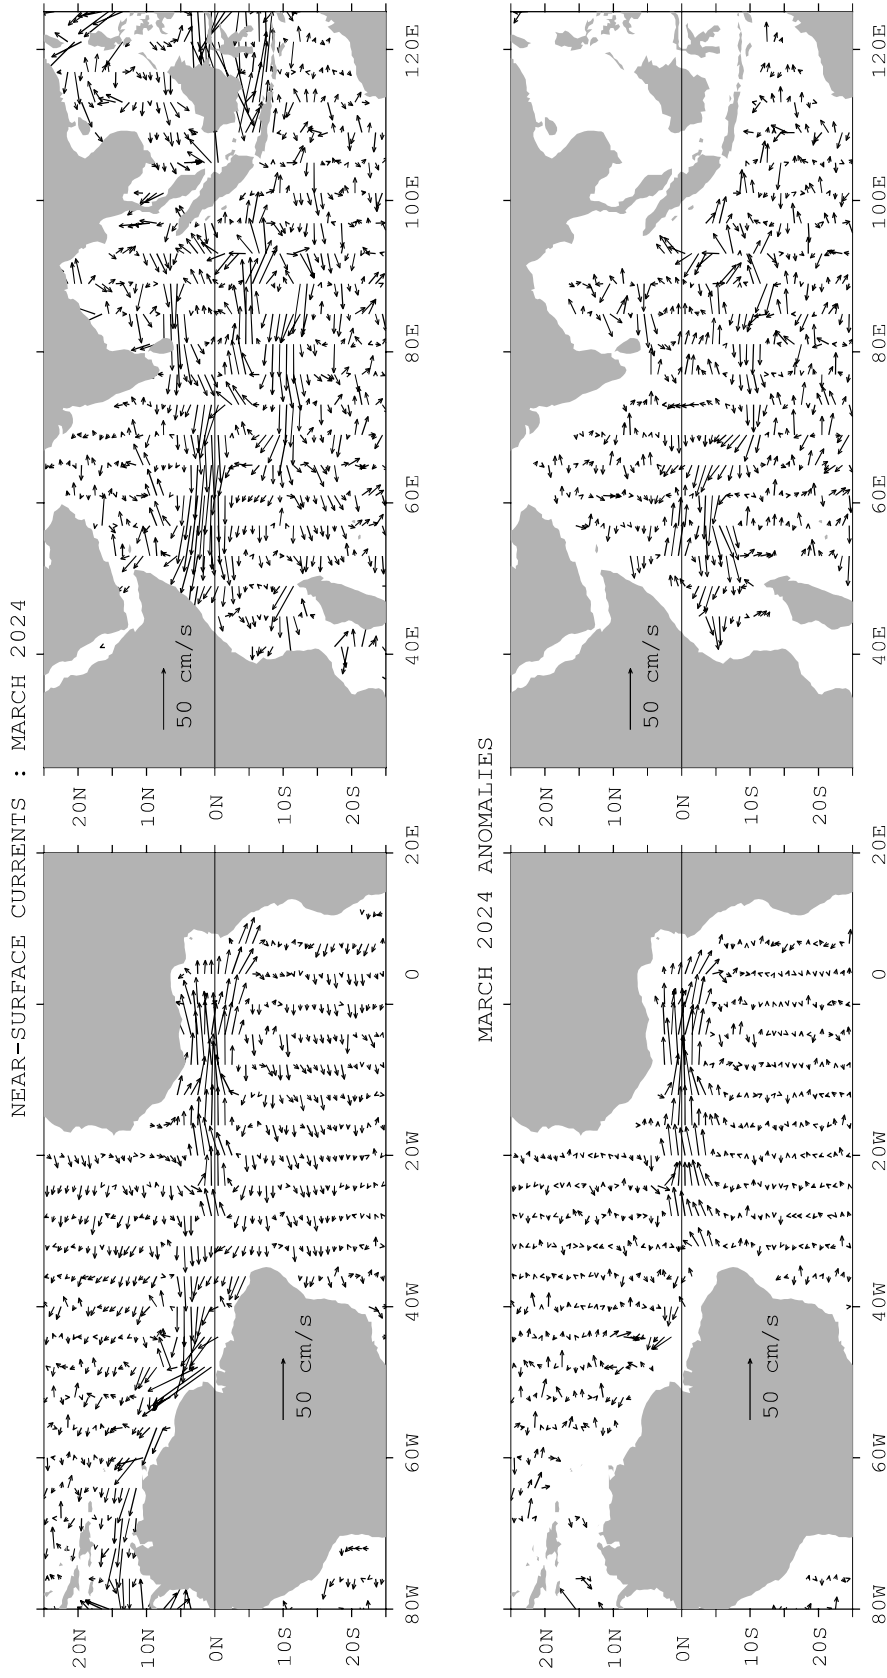 NEAR-SURFACE CURRENTS : MARCH 2024
20N
10N
0N
10S
20S
50 cm/s
80W
60W
40W
20W
0
20E
20N
10N
0N
10S
20S
50 cm/s
40E
60E
80E
100E
120E
MARCH 2024 ANOMALIES
20N
10N
0N
10S
20S
50 cm/s
80W
60W
40W
20W
0
20E
20N
10N
0N
10S
20S
50 cm/s
40E
60E
80E
100E
120E